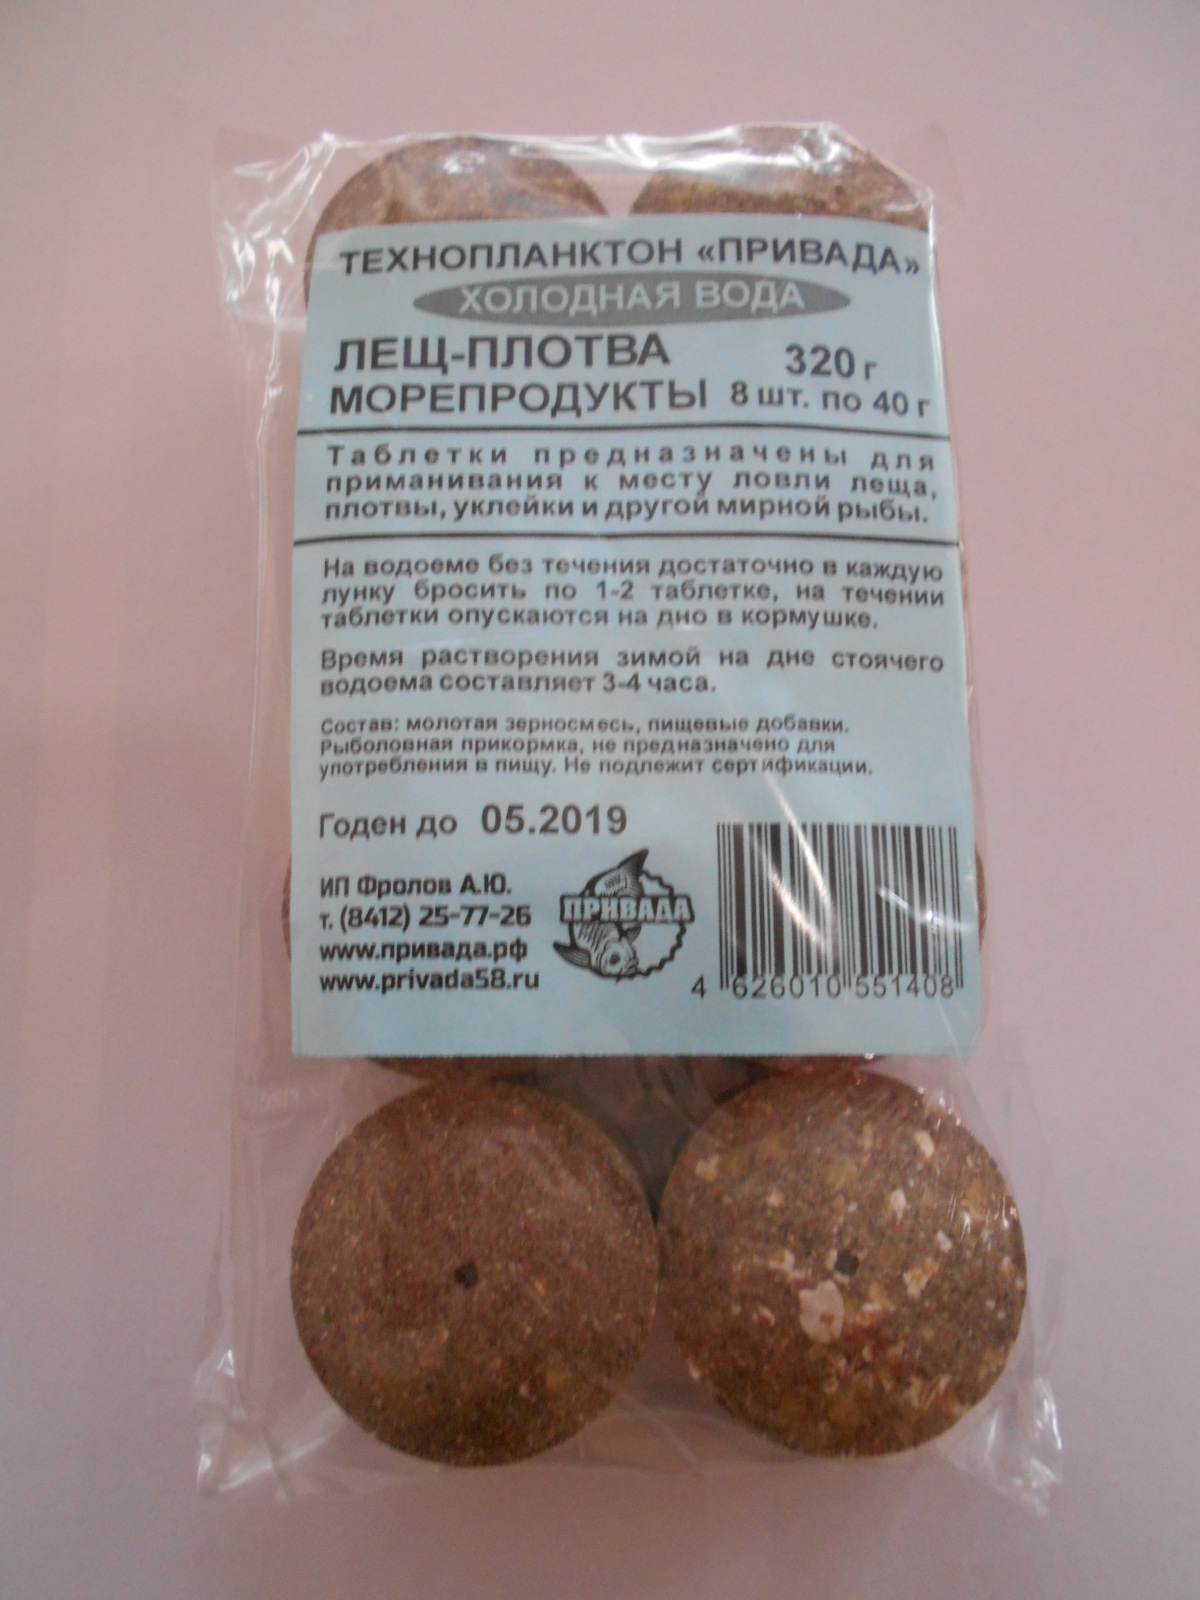 ТЕХНОПЛАНКТОН «ПРИВАДА»
ХОЛОДНАЯ ВОДА
ЛЕЩ-ПЛОТВА 320 г
МОРЕПРОДУКТЫ 8 шт. по 40 г
Таблетки предназначены для
приманивания к месту ловли леща,
плотвы, уклейки и другой мирной рыбы.
На водоеме без течения достаточно в каждую
лунку бросить по 1-2 таблетке, на течении
таблетки опускаются на дно в кормушке.
Время растворения зимой на дне стоячего
водоема составляет 3-4 часа.
Состав: молотая зерносмесь, пищевые добавки.
Рыболовная прикормка, не предназначено для
употребления в пищу. Не подлежит сертификации.
Годен до 05.2019
ИП Фролов А.Ю.
т. (8412) 25-77-26
www.привада.рф
www.privada58.ru
ПРИВАДА
4 626010 551408